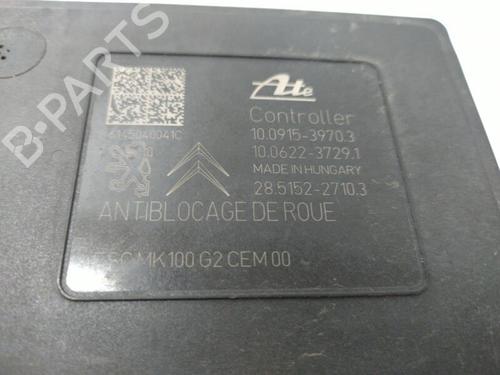 B-PARTS
Ate
6145040041C
Controller
10.0915-3970.3
10.0622-3729.1
MADE IN HUNGARY
28.5152-2710.3
ANTIBLOCAGE DE ROUE
MK100 G2 CEM 00